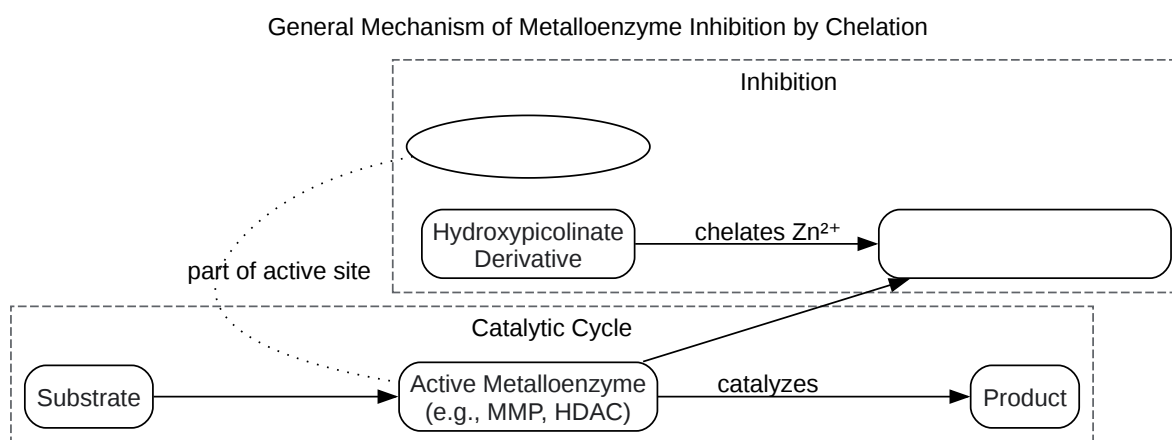 General Mechanism of Metalloenzyme Inhibition by Chelation
Inhibition
Hydroxypicolinate
Derivative
chelates Zn²⁺
part of active site
Catalytic Cycle
Substrate
Active Metalloenzyme
(e.g., MMP, HDAC)
catalyzes
Product